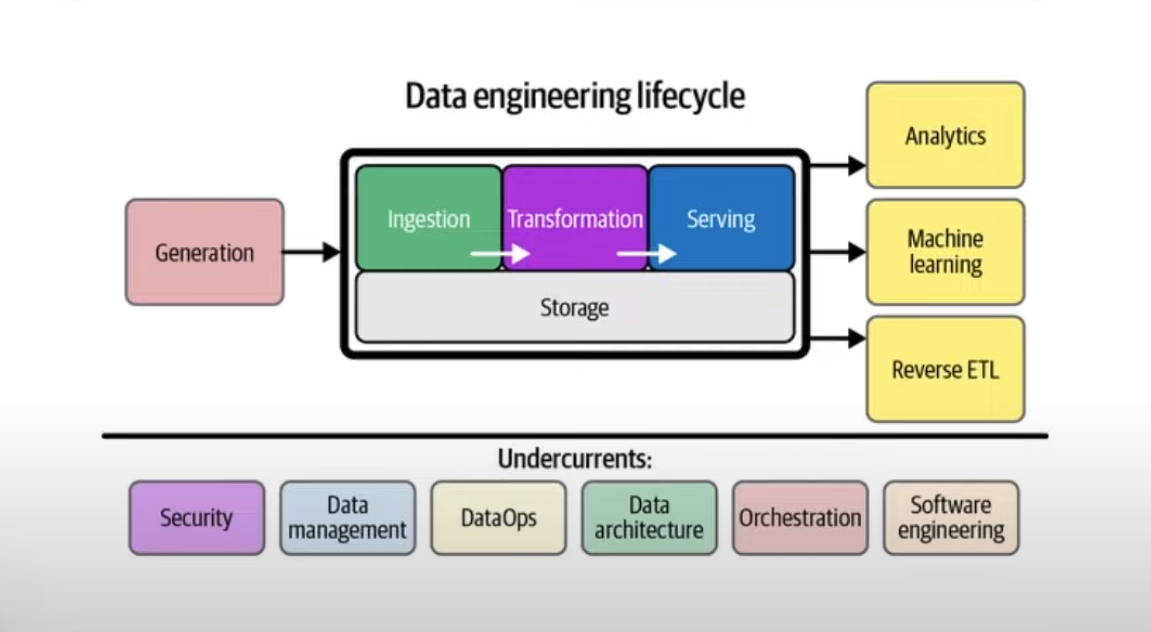 Data engineering lifecycle
Generation
Ingestion
Transformation
Serving
Storage
Analytics
Machine
learning
Reverse ETL
Undercurrents:
Security
Data
management
DataOps
Data
architecture
Orchestration
Software
engineering